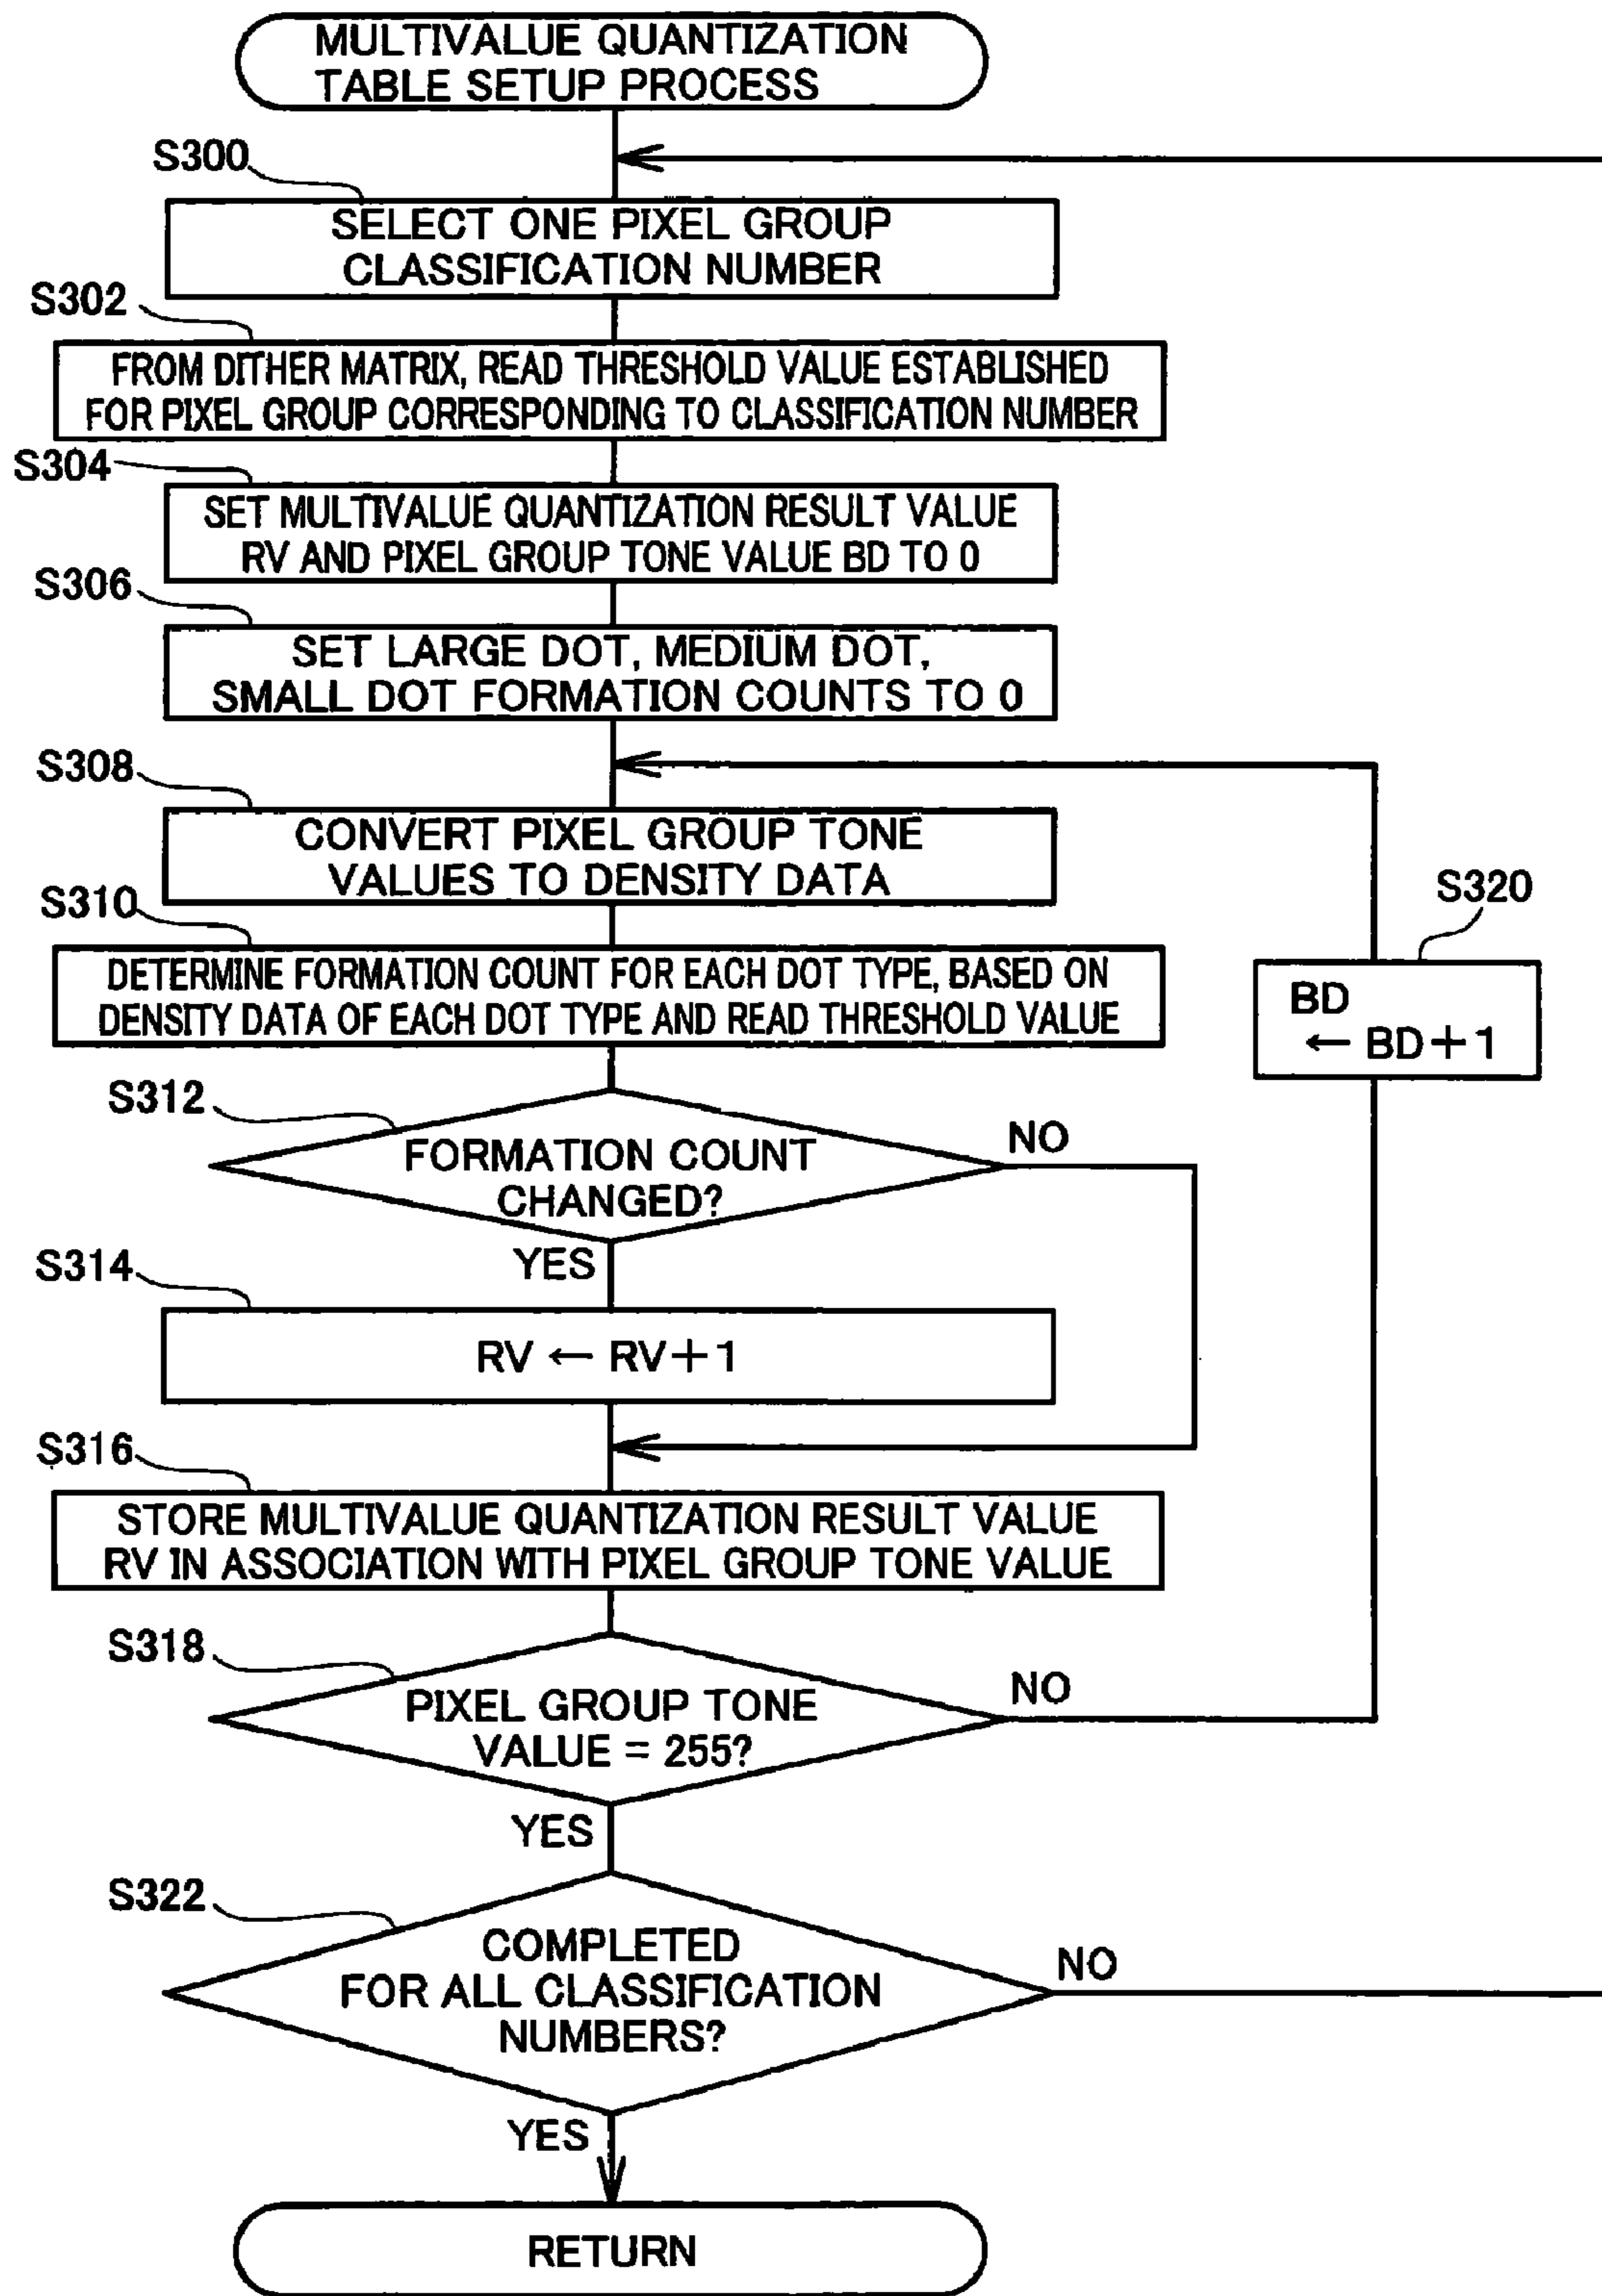 MULTIVALUE QUANTIZATION
TABLE SETUP PROCESS
S300
SELECT ONE PIXEL GROUP
CLASSIFICATION NUMBER
S302
FROM DITHER MATRIX, READ THRESHOLD VALUE ESTABLISHED
FOR PIXEL GROUP CORRESPONDING TO CLASSIFICATION NUMBER
S304
SET MULTIVALUE QUANTIZATION RESULT VALUE
RV AND PIXEL GROUP TONE VALUE BD TO 0
S306
SET LARGE DOT, MEDIUM DOT,
SMALL DOT FORMATION COUNTS TO 0
S308
CONVERT PIXEL GROUP TONE
VALUES TO DENSITY DATA
S310
DETERMINE FORMATION COUNT FOR EACH DOT TYPE, BASED ON
DENSITY DATA OF EACH DOT TYPE AND READ THRESHOLD VALUE
S320
BD
← BD+1
S312
FORMATION COUNT
CHANGED?
NO
YES
S314
RV ← RV+1
S316
STORE MULTIVALUE QUANTIZATION RESULT VALUE
RV IN ASSOCIATION WITH PIXEL GROUP TONE VALUE
S318
PIXEL GROUP TONE
VALUE = 255?
NO
YES
S322
COMPLETED
FOR ALL CLASSIFICATION
NUMBERS?
NO
YES
RETURN